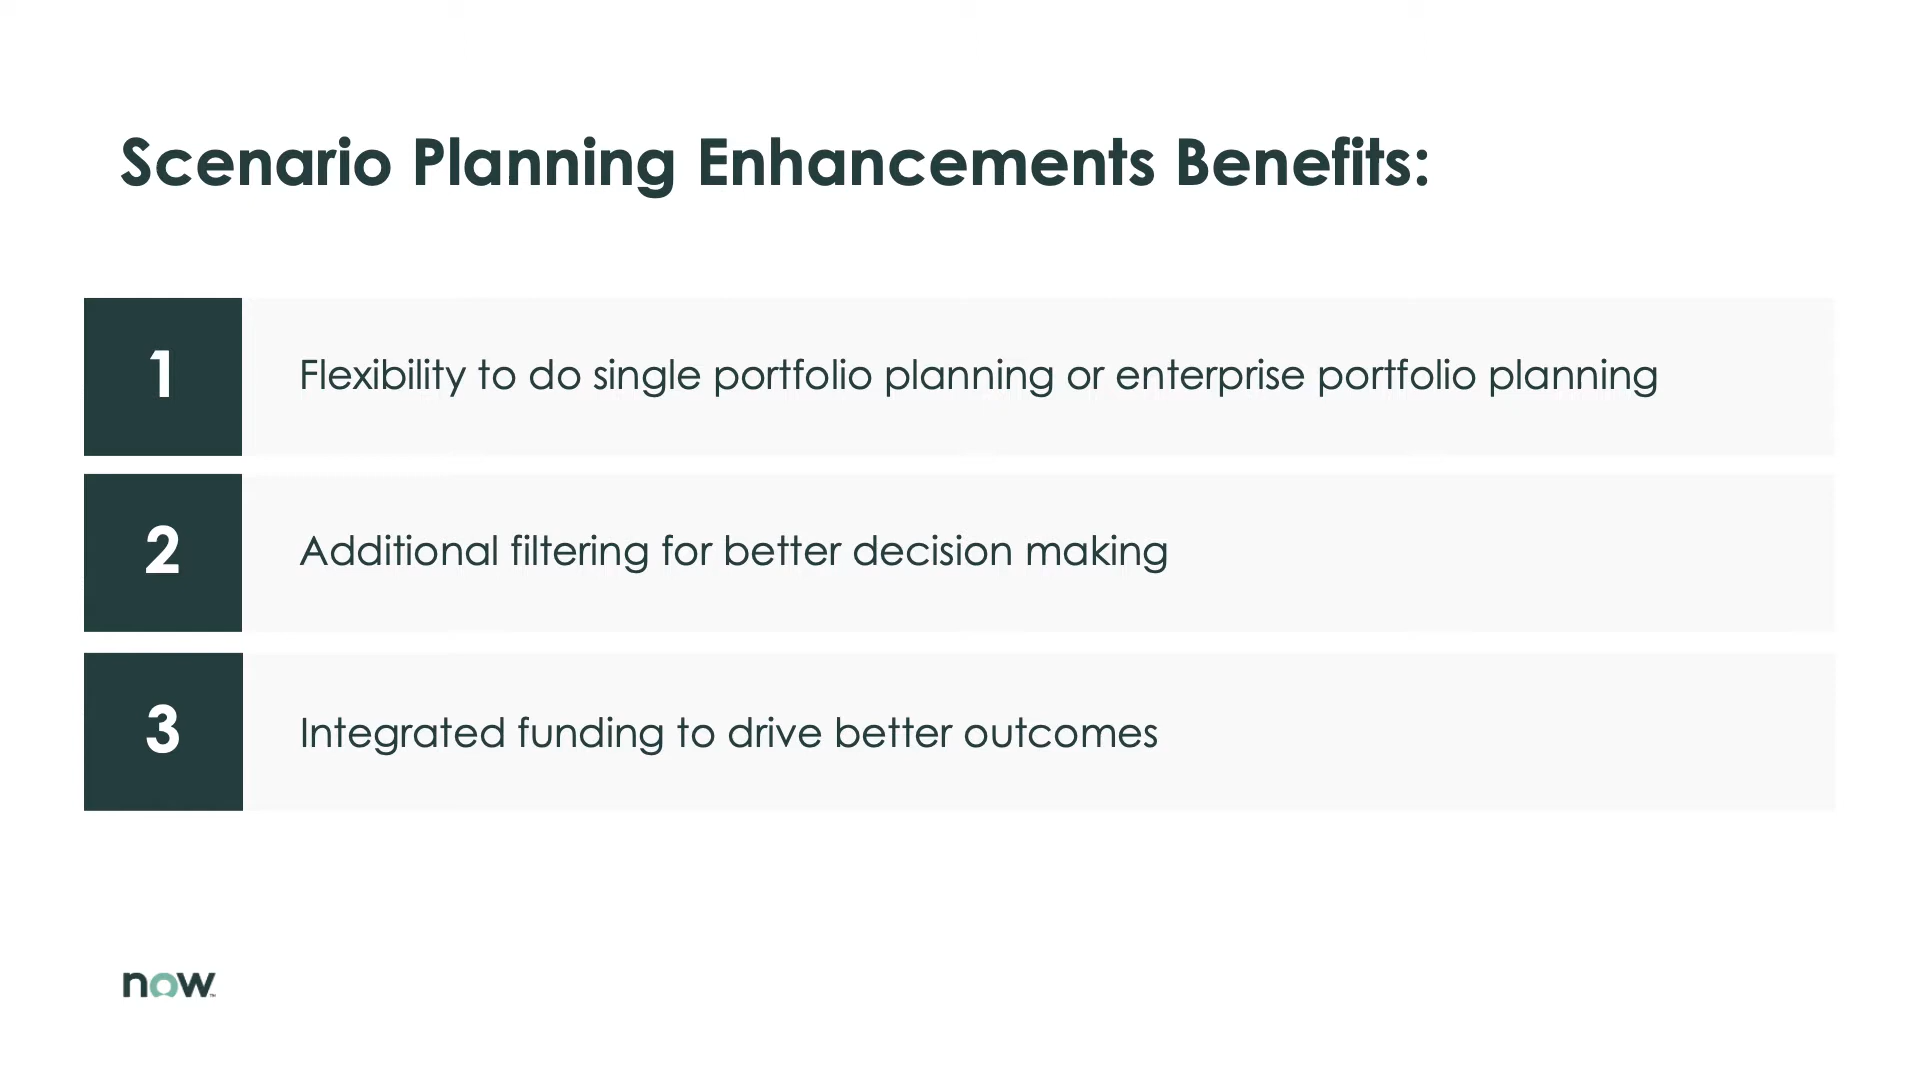 Scenario Planning Enhancements Benefits:
1
Flexibility to do single portfolio planning or enterprise portfolio planning
2
Additional filtering for better decision making
3
Integrated funding to drive better outcomes
now™